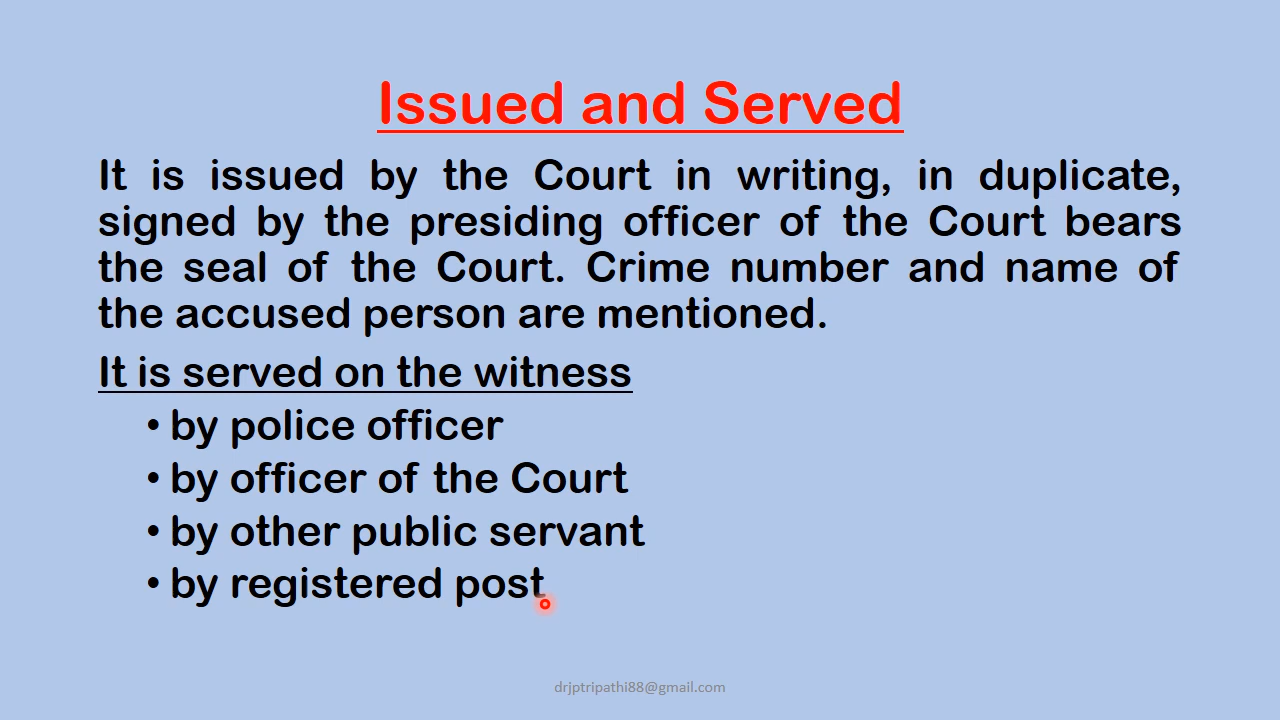 Issued and Served
It is issued by the Court in writing, in duplicate,
signed by the presiding officer of the Court bears
the seal of the Court. Crime number and name of
the accused person are mentioned.
It is served on the witness
• by police officer
• by officer of the Court
• by other public servant
• by registered post
drjptripathi88@gmail.com